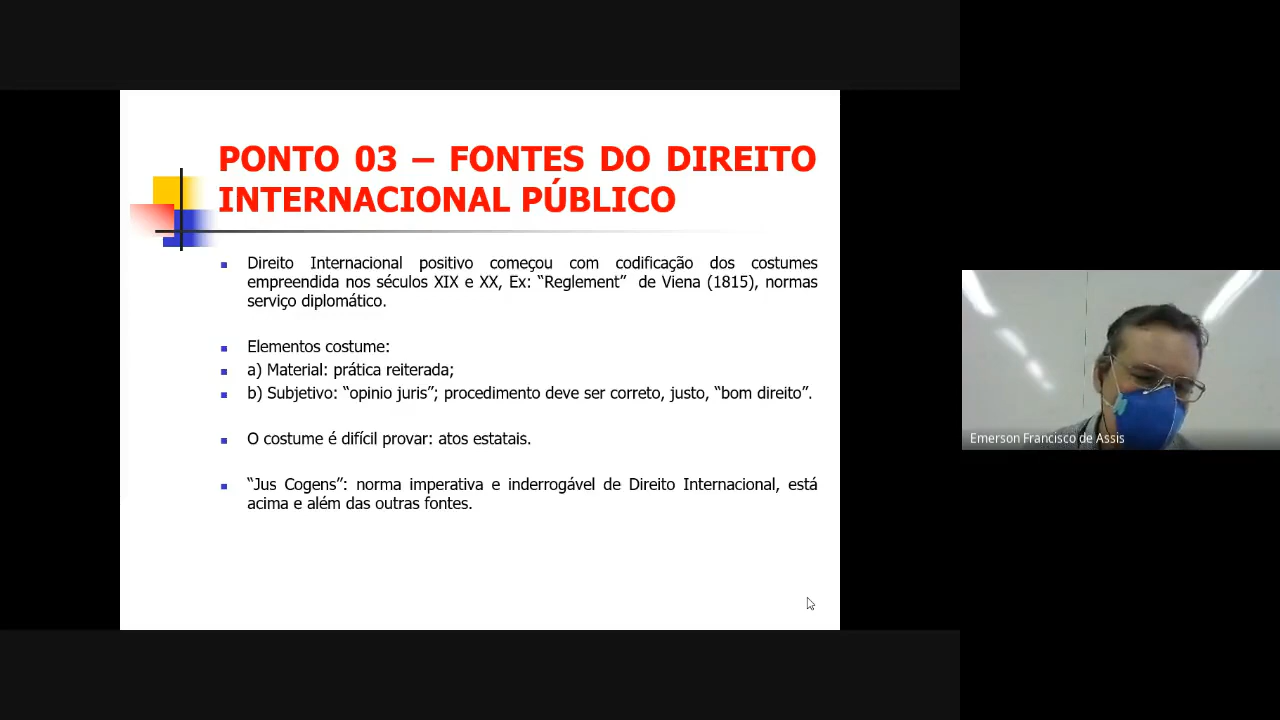 PONTO 03 – FONTES DO DIREITO
INTERNACIONAL PÚBLICO
Direito Internacional positivo começou com codificação dos costumes
empreendida nos séculos XIX e XX, Ex: “Reglement” de Viena (1815), normas
serviço diplomático.
Elementos costume:
a) Material: prática reiterada;
b) Subjetivo: “opinio juris”; procedimento deve ser correto, justo, “bom direito”.
O costume é difícil provar: atos estatais.
“Jus Cogens”: norma imperativa e inderrogável de Direito Internacional, está
acima e além das outras fontes.
Emerson Francisco de Assis